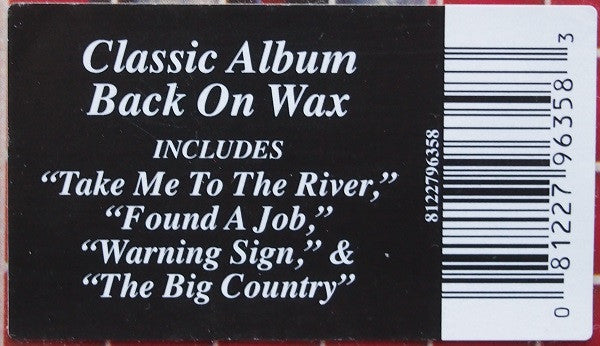 Classic Album
Back On Wax
INCLUDES
“Take Me To The River,”
“Found A Job,”
“Warning Sign,” &
“The Big Country”
8122796358
0 81227 96358 3